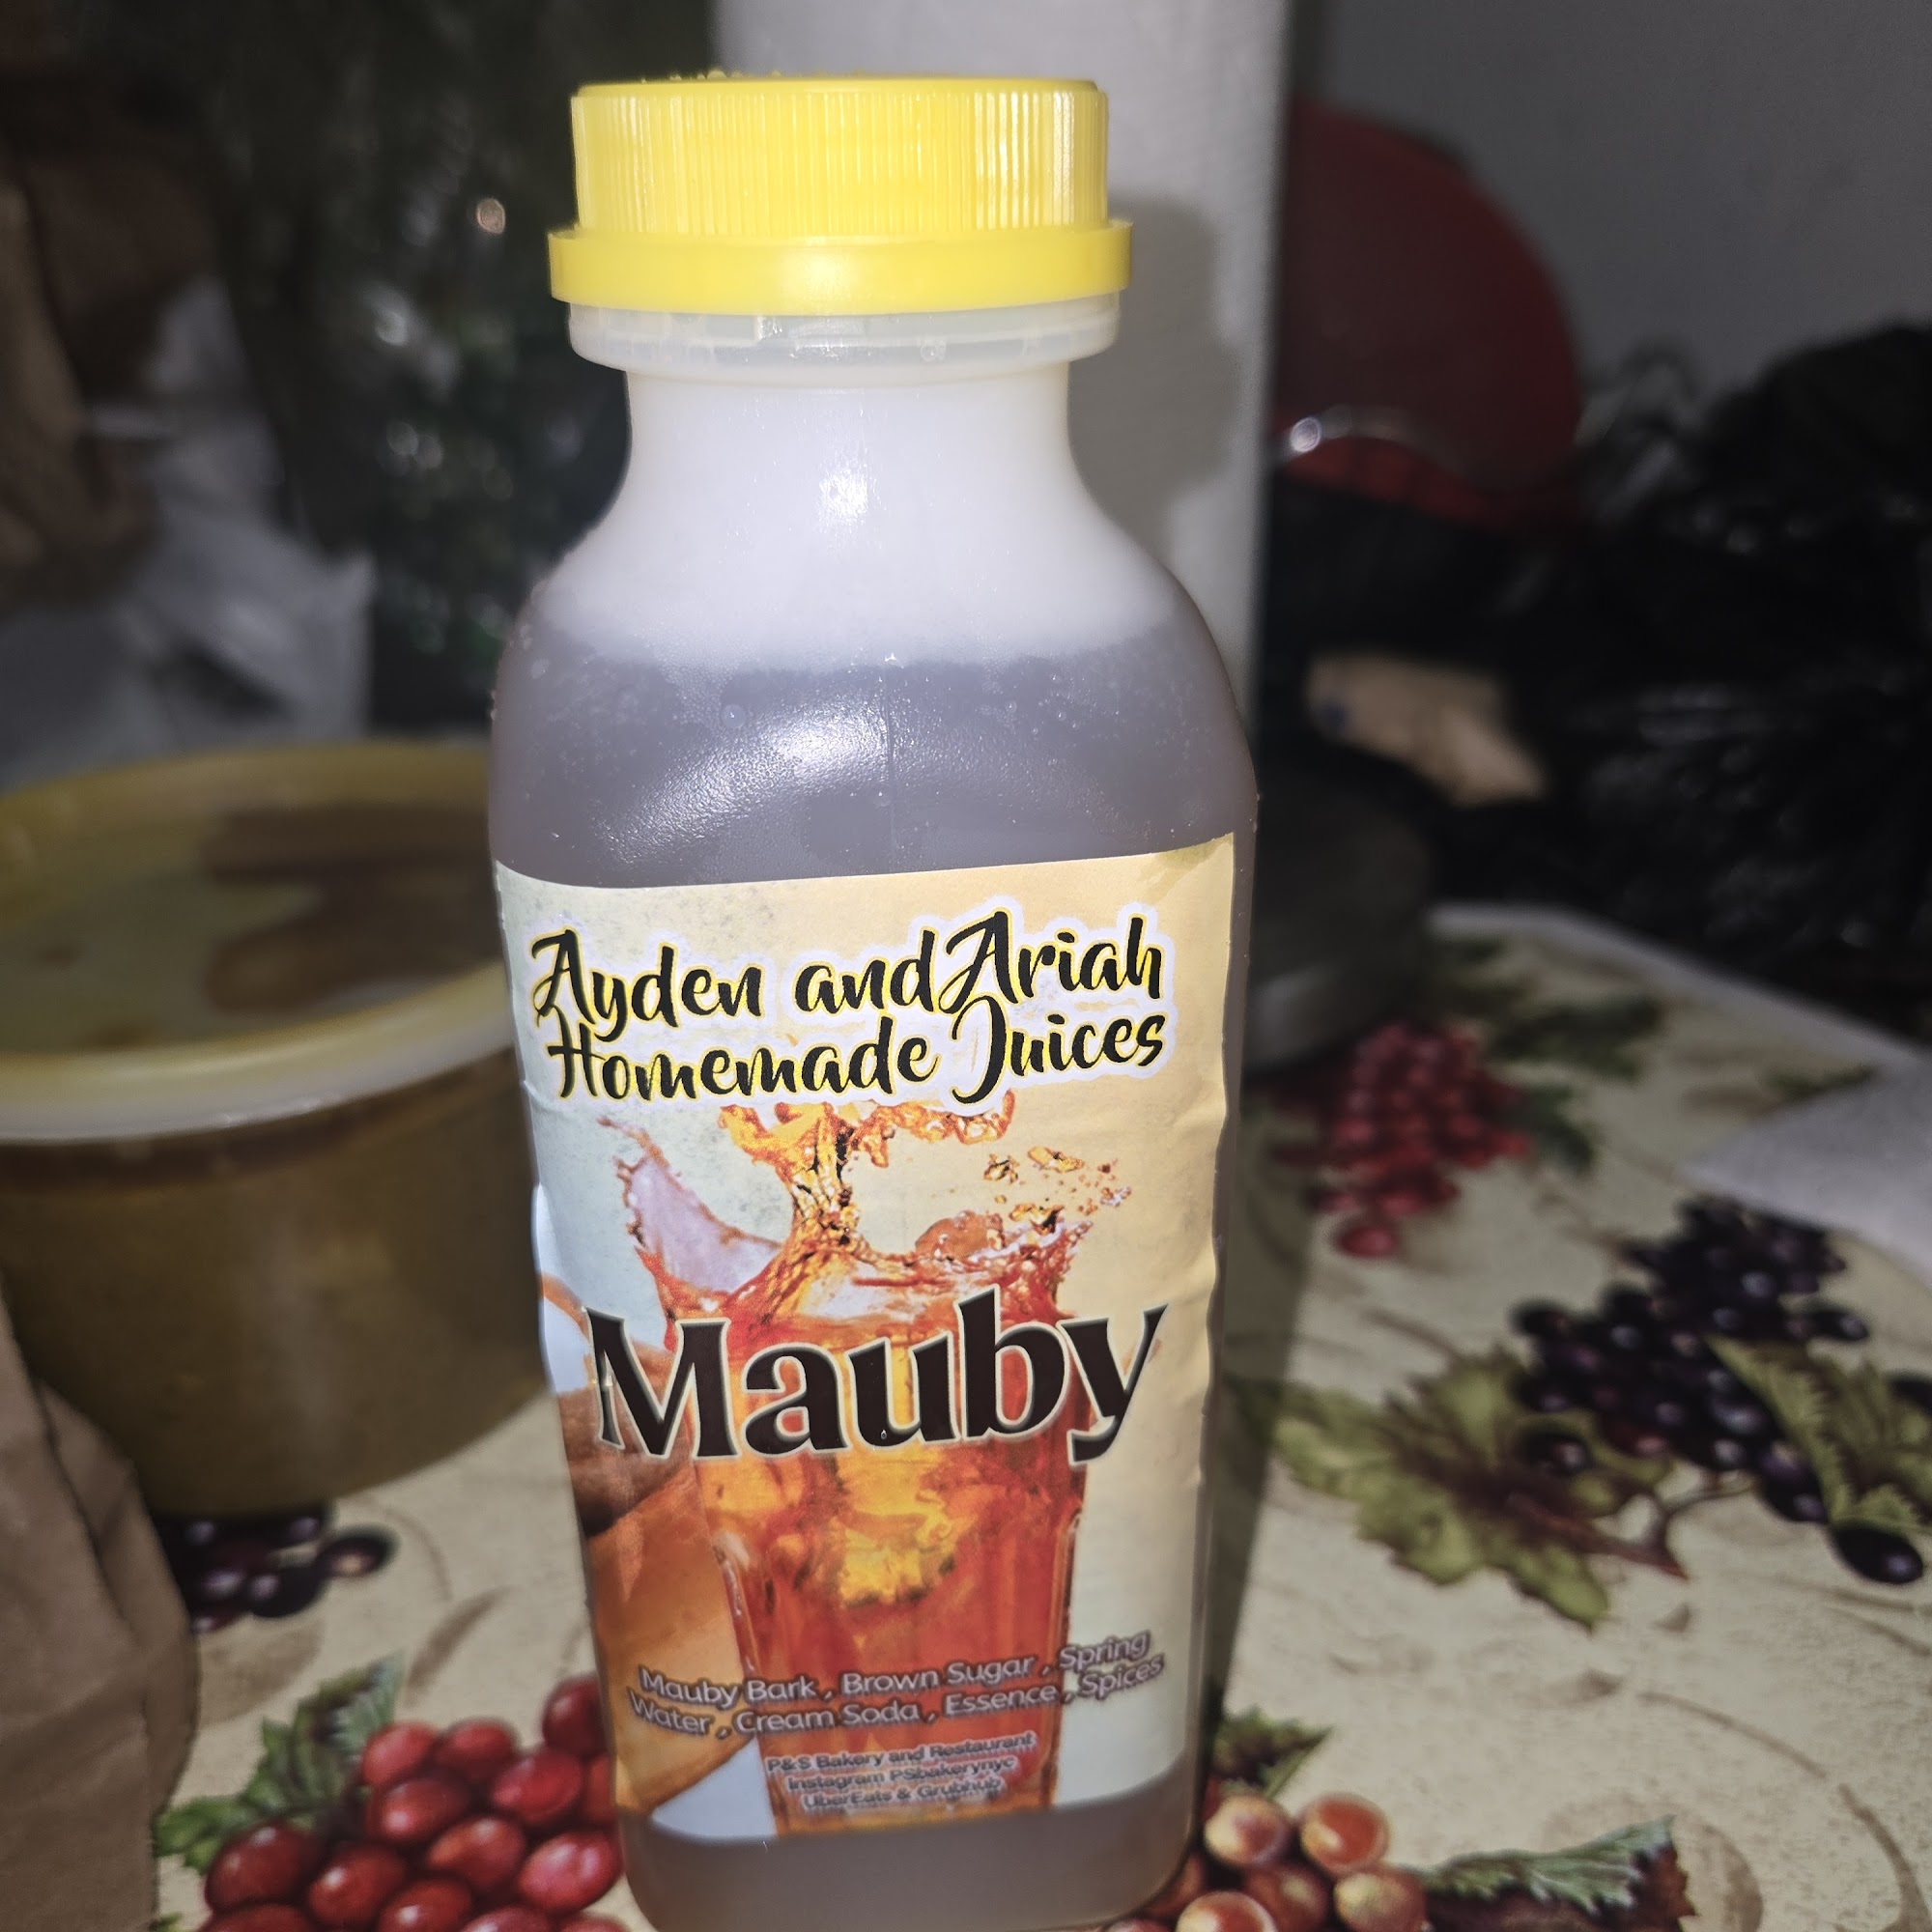 Ayden and Ariah
Homemade Juices
Mauby
Mauby Bark , Brown Sugar , Spring
Water , Cream Soda , Essence , Spices
P&S Bakery and Restaurant
Instagram PSbakerynyc
UberEats & Grubhub